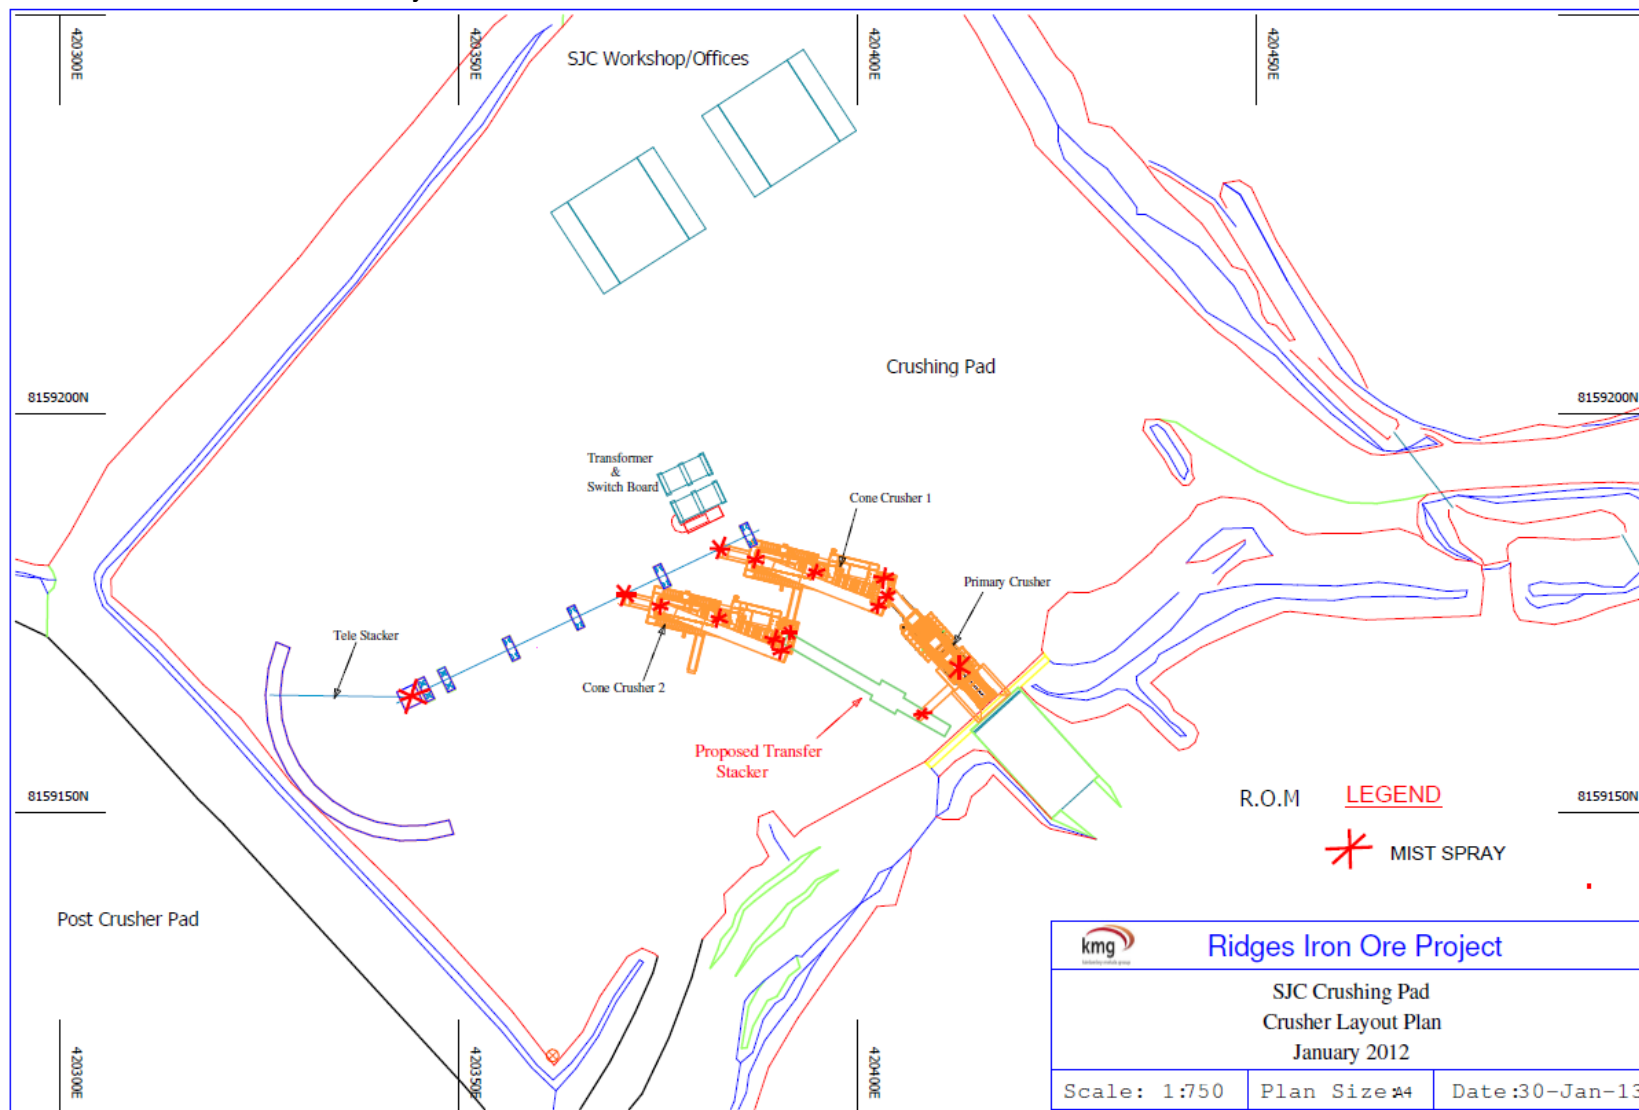 420300E
420350E
420400E
420450E
SJC Workshop/Offices
Crushing Pad
8159200N
8159200N
Transformer
&
Switch Board
Cone Crusher 1
Primary Crusher
Tele Stacker
Cone Crusher 2
Proposed Transfer
Stacker
8159150N
R.O.M
LEGEND
8159150N
MIST SPRAY
Post Crusher Pad
kmg
kimberley metals group
Ridges Iron Ore Project
SJC Crushing Pad
Crusher Layout Plan
January 2012
420300E
420350E
420400E
Scale: 1:750
Plan Size:A4
Date:30-Jan-13